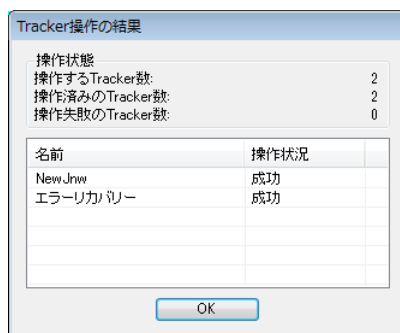 Tracker操作の結果
操作状態
操作するTracker数: 2
操作済みのTracker数: 2
操作失敗のTracker数: 0
名前 操作状況
NewJnw 成功
エラーリカバリー 成功
OK